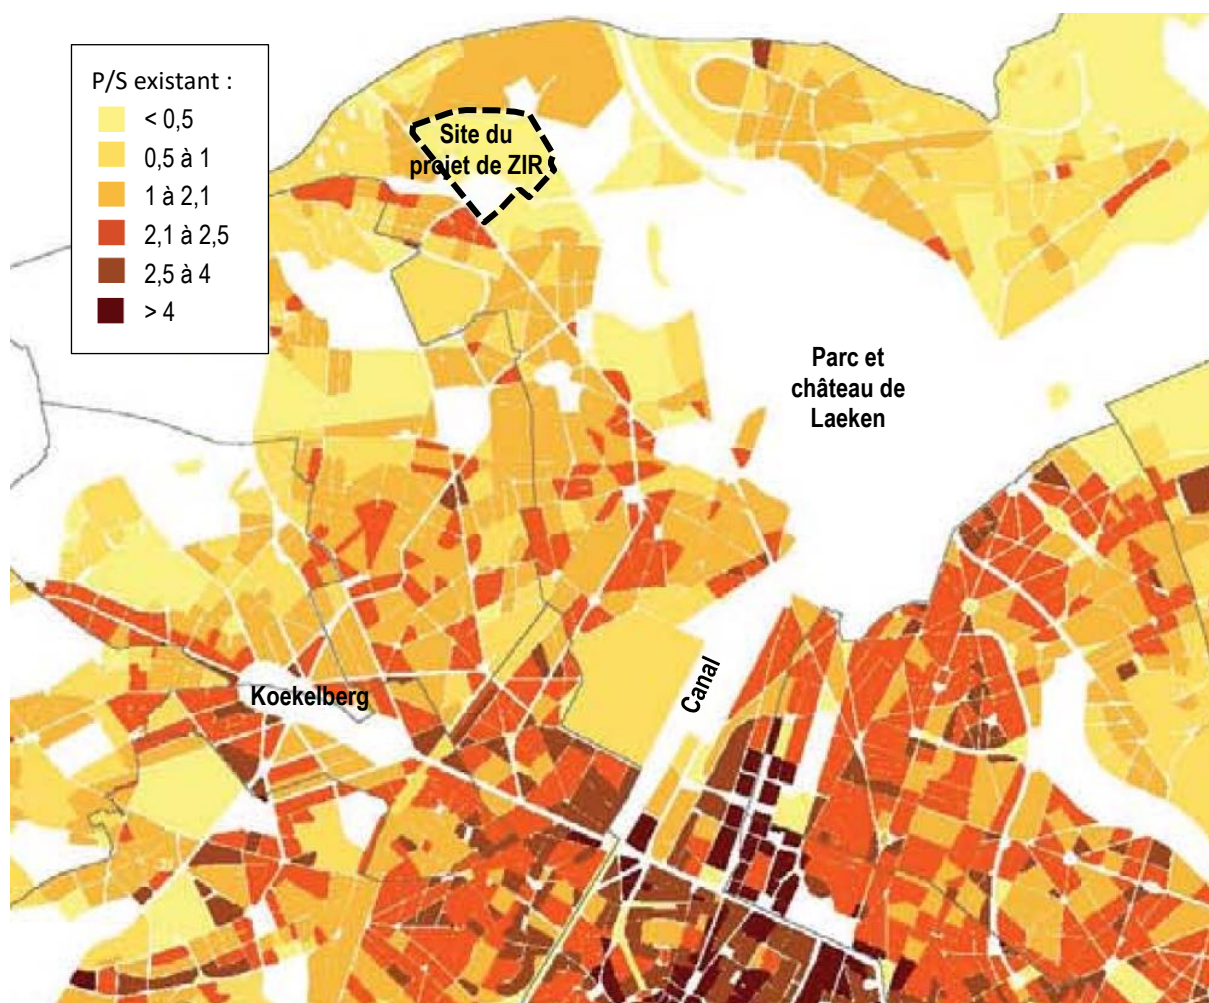 P/S existant :
< 0,5
0,5 à 1
1 à 2,1
2,1 à 2,5
2,5 à 4
> 4
Site du
projet de ZIR
Parc et
château de
Laeken
Canal
Koekelberg